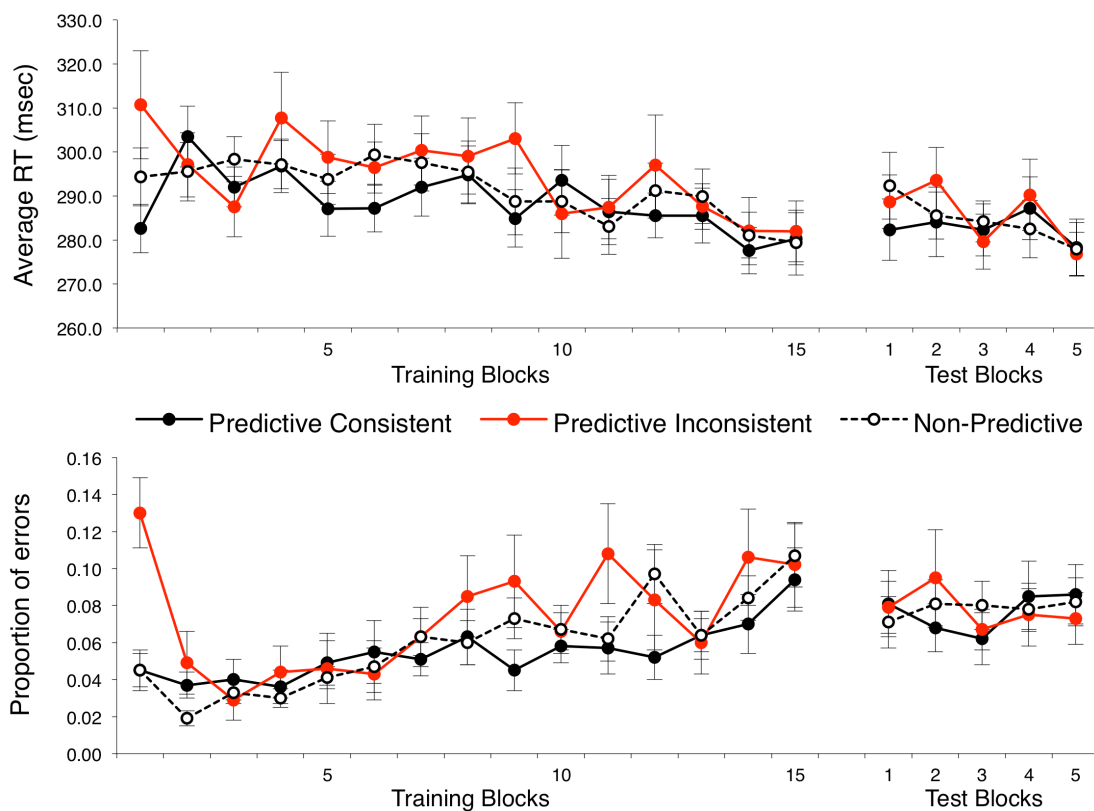 330.0
320.0
310.0
300.0
290.0
280.0
270.0
260.0
Average RT (msec)
5 10 15 1 2 3 4 5
Training Blocks Test Blocks
Predictive Consistent Predictive Inconsistent Non-Predictive
0.16
0.14
0.12
0.10
0.08
0.06
0.04
0.02
0.00
Proportion of errors
5 10 15 1 2 3 4 5
Training Blocks Test Blocks